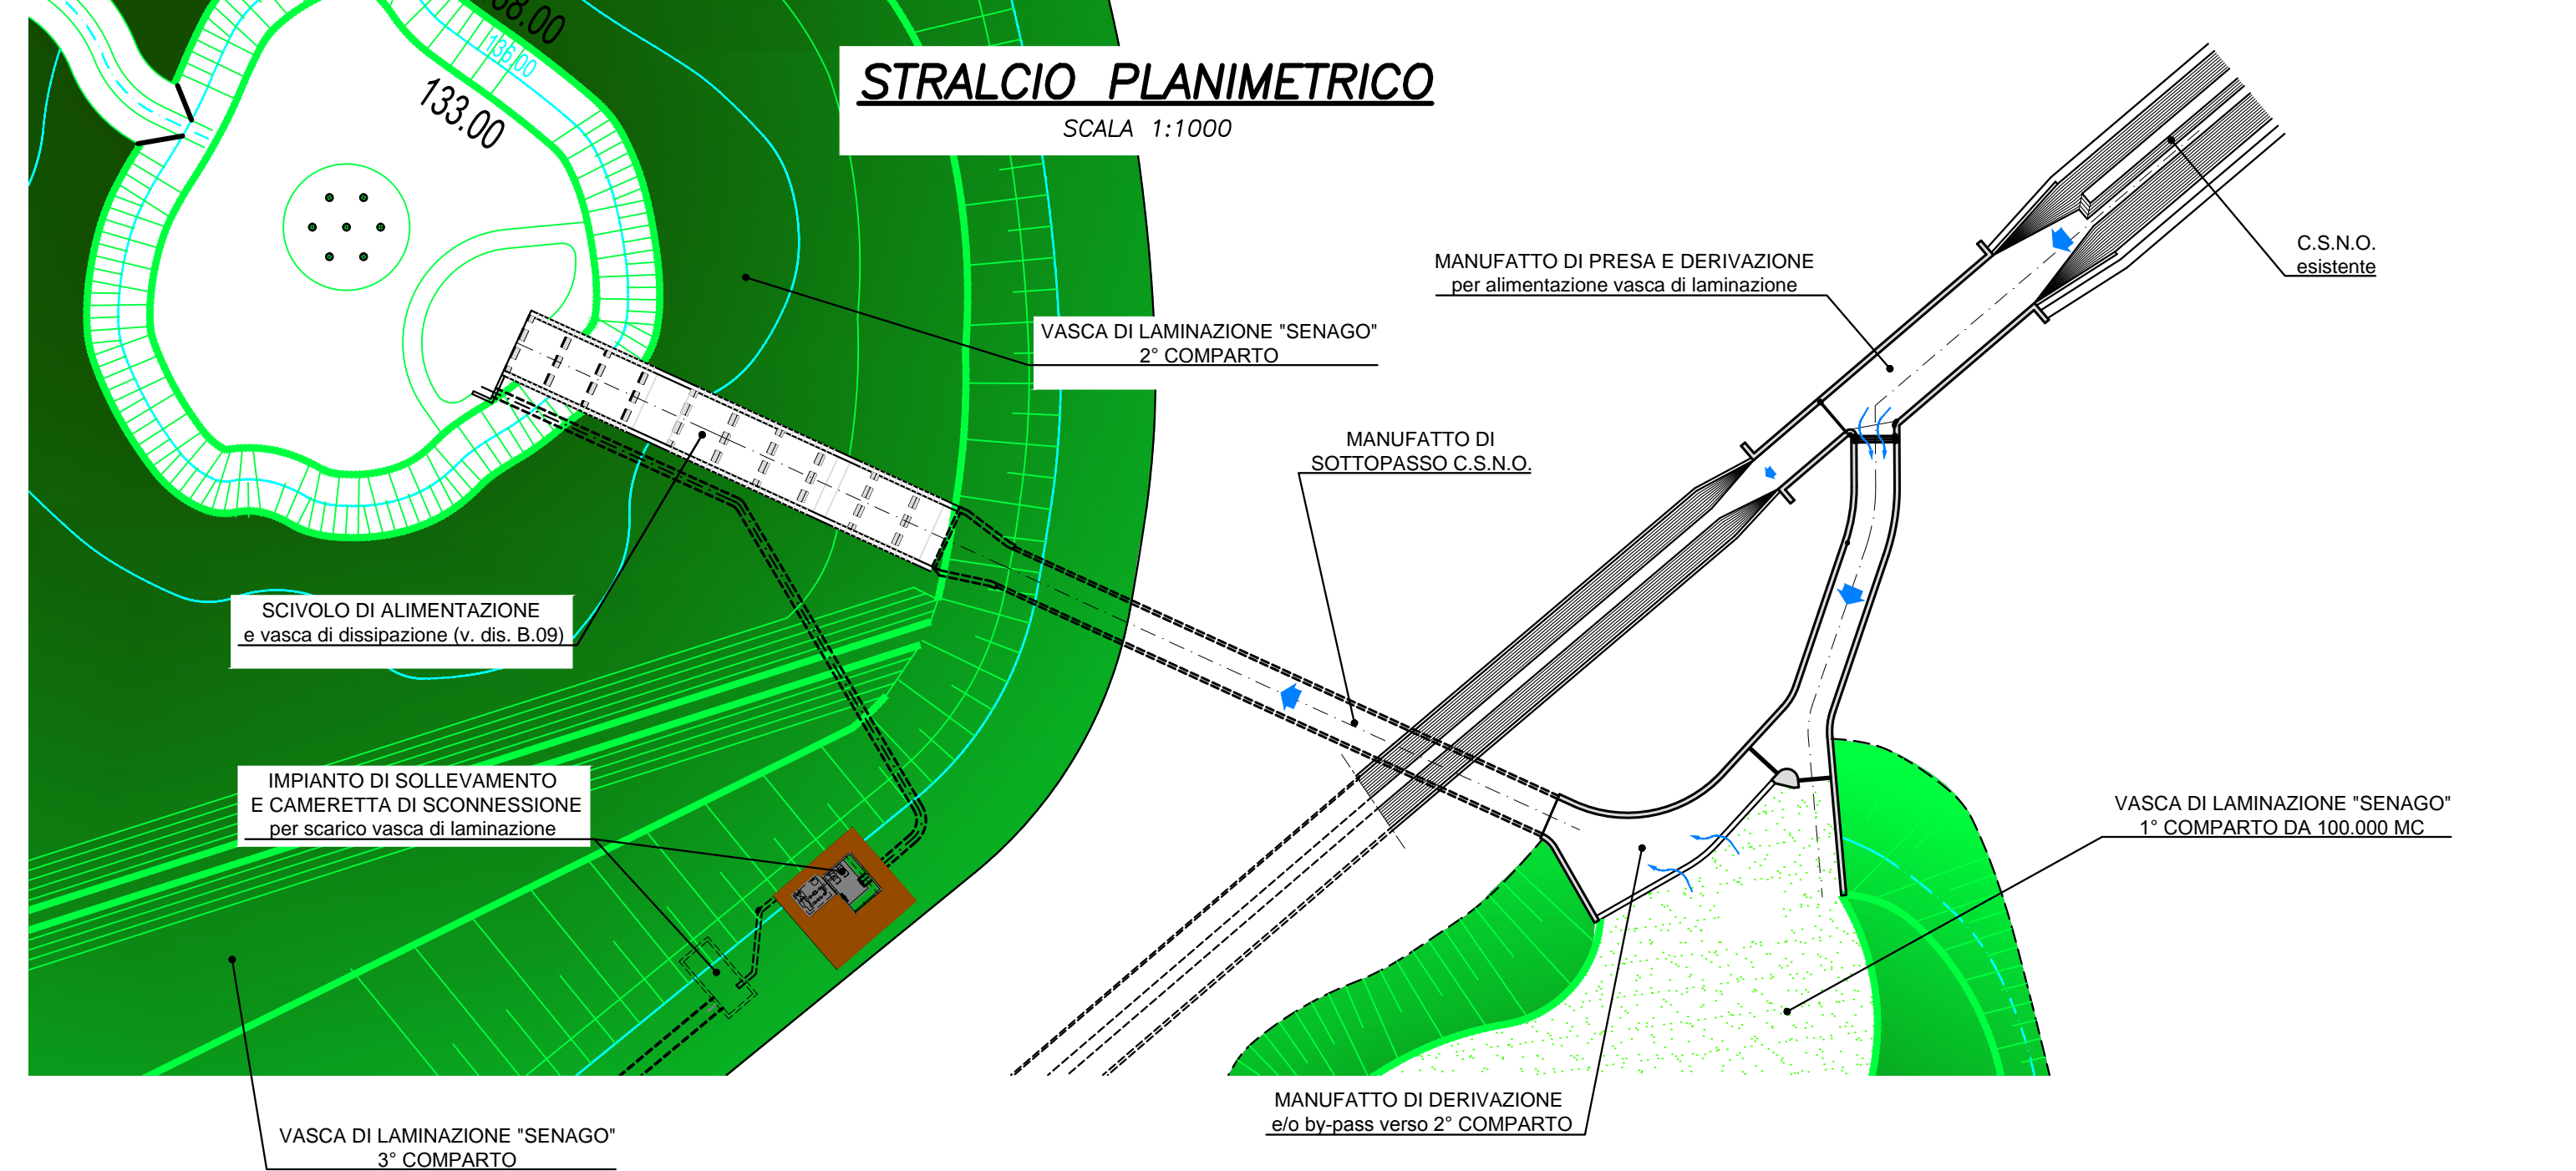 136.00
133.00
STRALCIO PLANIMETRICO
SCALA 1:1000
C.S.N.O.
esistente
MANUFATTO DI PRESA E DERIVAZIONE
per alimentazione vasca di laminazione
VASCA DI LAMINAZIONE "SENAGO"
2° COMPARTO
MANUFATTO DI
SOTTOPASSO C.S.N.O.
SCIVOLO DI ALIMENTAZIONE
e vasca di dissipazione (v. dis. B.09)
IMPIANTO DI SOLLEVAMENTO
E CAMERETTA DI SCONNESSIONE
per scarico vasca di laminazione
VASCA DI LAMINAZIONE "SENAGO"
1° COMPARTO DA 100.000 MC
MANUFATTO DI DERIVAZIONE
e/o by-pass verso 2° COMPARTO
VASCA DI LAMINAZIONE "SENAGO"
3° COMPARTO